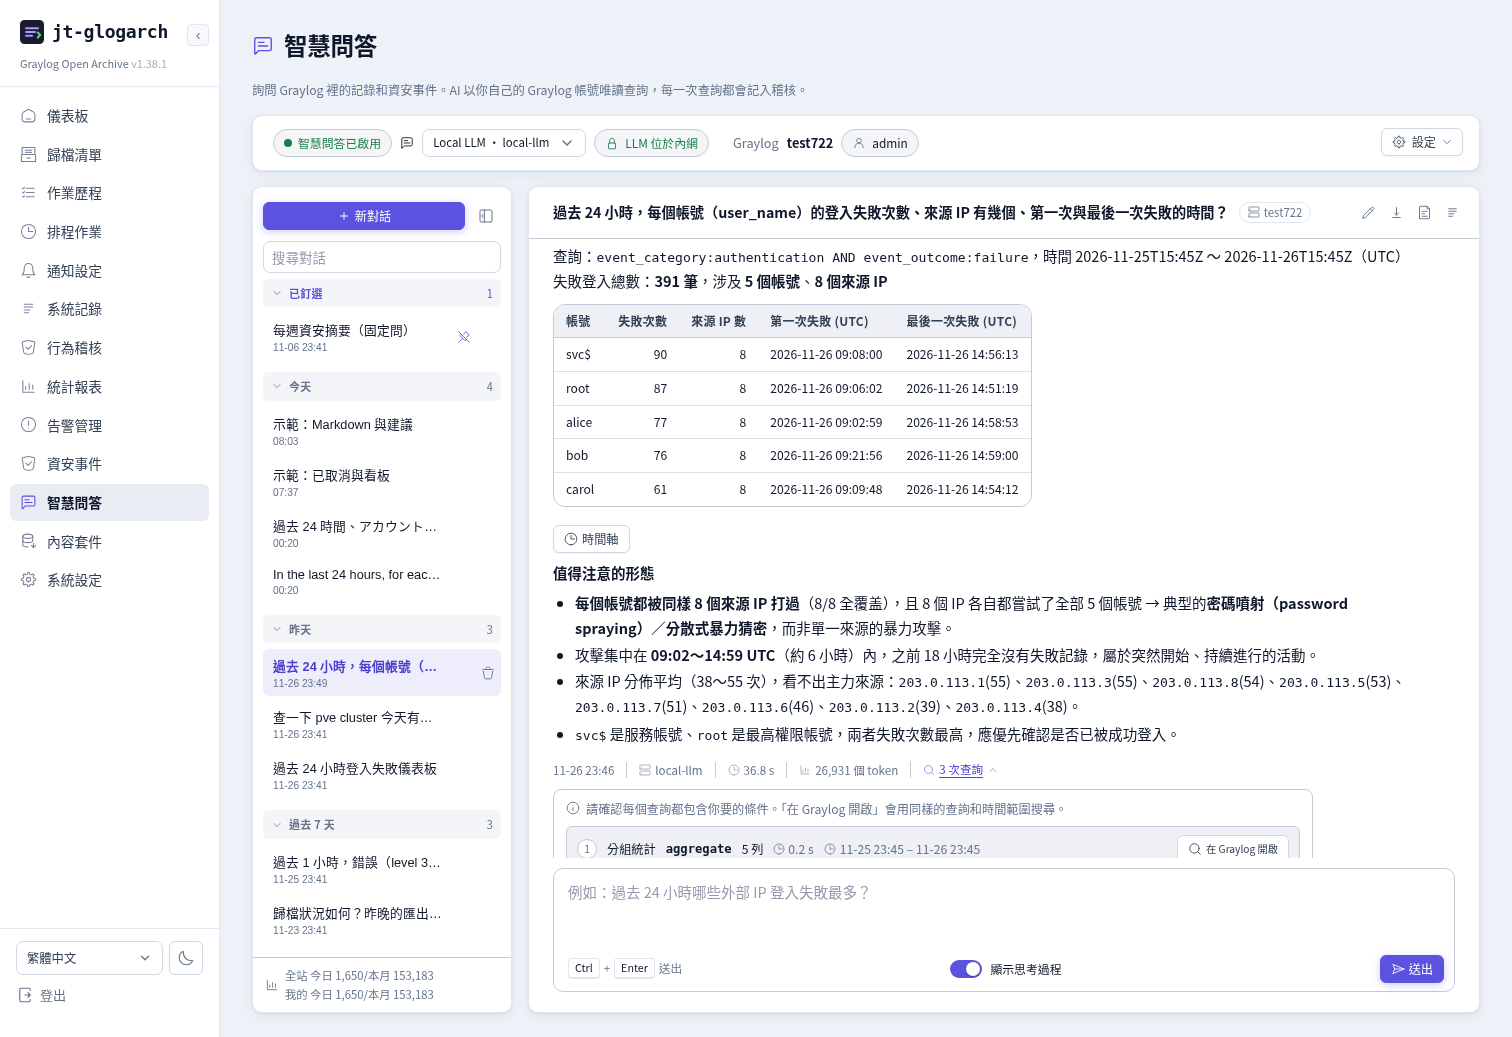 jt-glogarch
Graylog Open Archive v1.38.1
儀表板
歸檔清單
作業歷程
排程作業
通知設定
系統記錄
行為稽核
統計報表
告警管理
資安事件
智慧問答
內容套件
系統設定
繁體中文
登出
智慧問答
詢問 Graylog 裡的記錄和資安事件。AI 以你自己的 Graylog 帳號唯讀查詢，每一次查詢都會記入稽核。
智慧問答已啟用
Local LLM · local-llm
LLM 位於內網
Graylog test722
admin
設定
＋ 新對話
搜尋對話
已釘選 1
每週資安摘要（固定問）
11-06 23:41
今天 4
示範：Markdown 與建議
08:03
示範：已取消與看板
07:37
過去 24 時間、アカウント…
00:20
In the last 24 hours, for eac…
00:20
昨天 3
過去 24 小時，每個帳號（…
11-26 23:49
查一下 pve cluster 今天有…
11-26 23:41
過去 24 小時登入失敗儀表板
11-26 23:41
過去 7 天 3
過去 1 小時，錯誤（level 3…
11-25 23:41
歸檔狀況如何？昨晚的匯出…
11-23 23:41
全站 今日 1,650/本月 153,183
我的 今日 1,650/本月 153,183
過去 24 小時，每個帳號（user_name）的登入失敗次數、來源 IP 有幾個、第一次與最後一次失敗的時間？
test722
查詢：event_category:authentication AND event_outcome:failure，時間 2026-11-25T15:45Z ～ 2026-11-26T15:45Z（UTC）
失敗登入總數：391 筆，涉及 5 個帳號、8 個來源 IP
帳號 失敗次數 來源 IP 數 第一次失敗 (UTC) 最後一次失敗 (UTC)
svc$ 90 8 2026-11-26 09:08:00 2026-11-26 14:56:13
root 87 8 2026-11-26 09:06:02 2026-11-26 14:51:19
alice 77 8 2026-11-26 09:02:59 2026-11-26 14:58:53
bob 76 8 2026-11-26 09:21:56 2026-11-26 14:59:00
carol 61 8 2026-11-26 09:09:48 2026-11-26 14:54:12
時間軸
值得注意的形態
每個帳號都被同樣 8 個來源 IP 打過（8/8 全覆蓋），且 8 個 IP 各自都嘗試了全部 5 個帳號 → 典型的密碼噴射（password
spraying）／分散式暴力猜密，而非單一來源的暴力攻擊。
攻擊集中在 09:02～14:59 UTC（約 6 小時）內，之前 18 小時完全沒有失敗記錄，屬於突然開始、持續進行的活動。
來源 IP 分佈平均（38～55 次），看不出主力來源：203.0.113.1(55)、203.0.113.3(55)、203.0.113.8(54)、203.0.113.5(53)、
203.0.113.7(51)、203.0.113.6(46)、203.0.113.2(39)、203.0.113.4(38)。
svc$ 是服務帳號、root 是最高權限帳號，兩者失敗次數最高，應優先確認是否已被成功登入。
11-26 23:46 local-llm 36.8 s 26,931 個 token 3 次查詢
請確認每個查詢都包含你要的條件。「在 Graylog 開啟」會用同樣的查詢和時間範圍搜尋。
1 分組統計 aggregate 5 列 0.2 s 11-25 23:45 – 11-26 23:45 在 Graylog 開啟
例如：過去 24 小時哪些外部 IP 登入失敗最多？
Ctrl + Enter 送出
顯示思考過程
送出